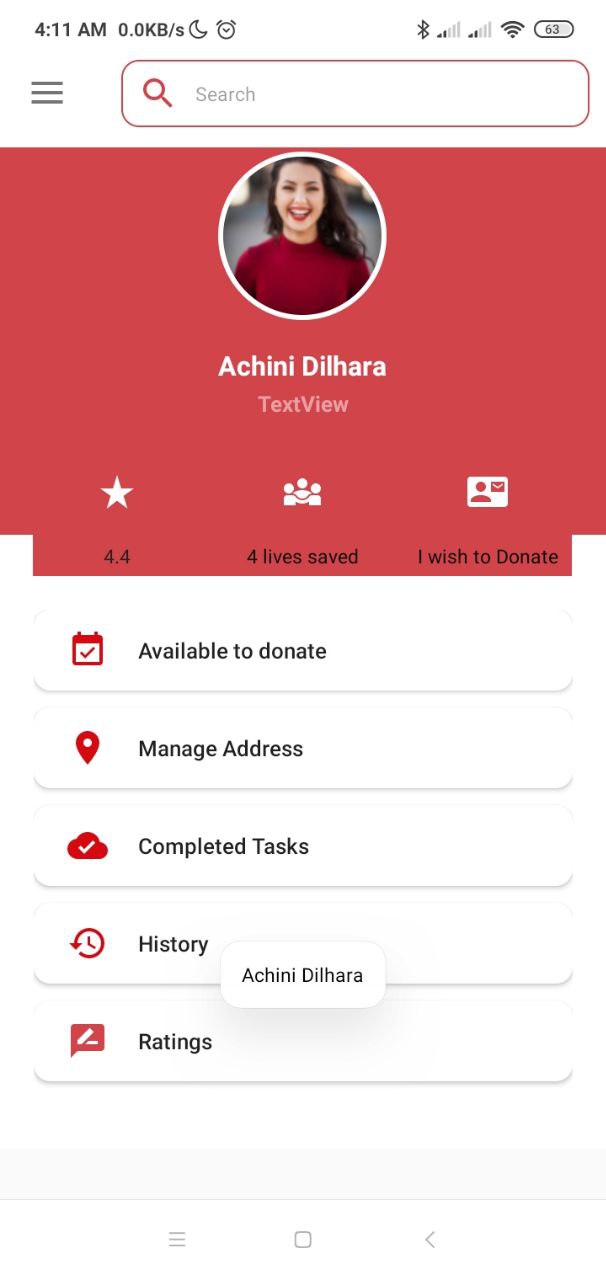 4:11 AM 0.0KB/s 63
Search
Achini Dilhara
TextView
4.4 4 lives saved I wish to Donate
Available to donate
Manage Address
Completed Tasks
History
Achini Dilhara
Ratings